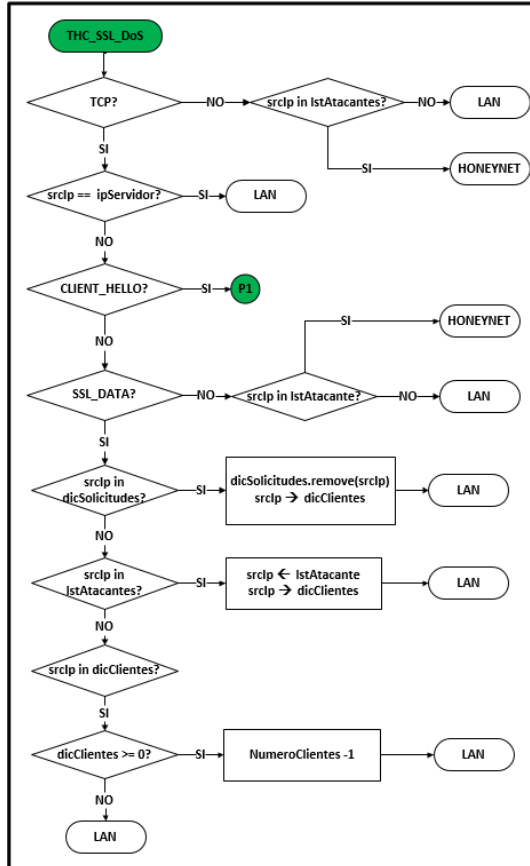 THC_SSL_DoS
TCP?
NO
srcIp in lstAtacantes?
NO
LAN
SI
SI
HONEYNET
srcIp == ipServidor?
SI
LAN
NO
CLIENT_HELLO?
SI
P1
SI
HONEYNET
NO
SSL_DATA?
NO
srcIp in lstAtacante?
NO
LAN
SI
srcIp in
dicSolicitudes?
SI
dicSolicitudes.remove(srcIp)
srcIp → dicClientes
LAN
NO
srcIp in
lstAtacantes?
SI
srcIp ← lstAtacante
srcIp → dicClientes
LAN
NO
srcIp in dicClientes?
SI
dicClientes >= 0?
SI
NumeroClientes -1
LAN
NO
LAN